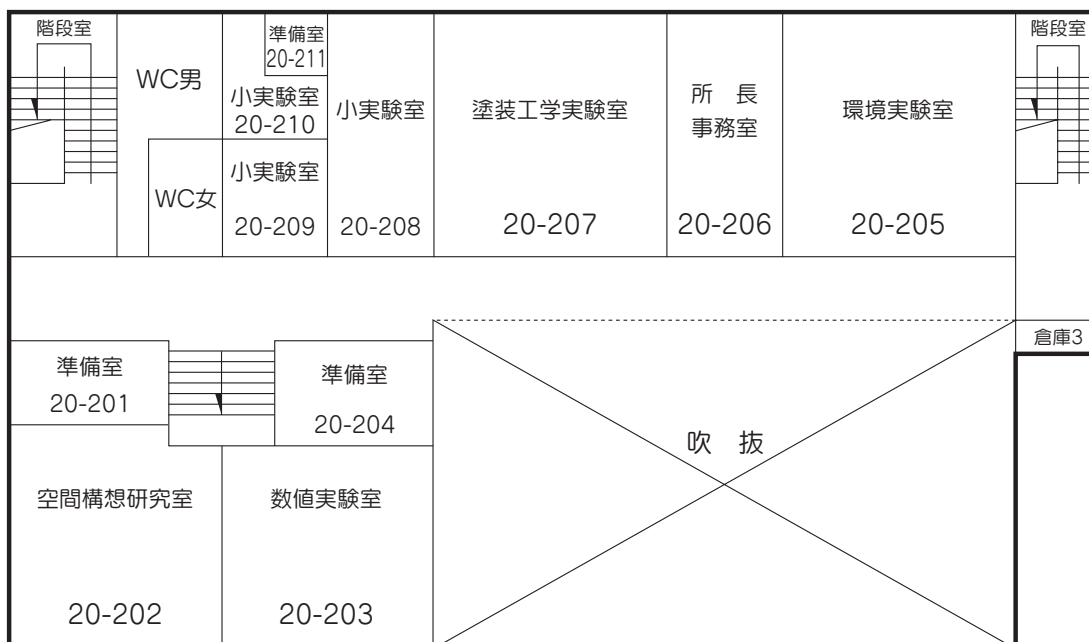 階段室
WC男
WC女
準備室
20-211
小実験室
20-210
小実験室
20-209
小実験室
20-208
塗装工学実験室
20-207
所　長
事務室
20-206
環境実験室
20-205
階段室
準備室
20-201
準備室
20-204
吹　抜
倉庫3
空間構想研究室
20-202
数値実験室
20-203